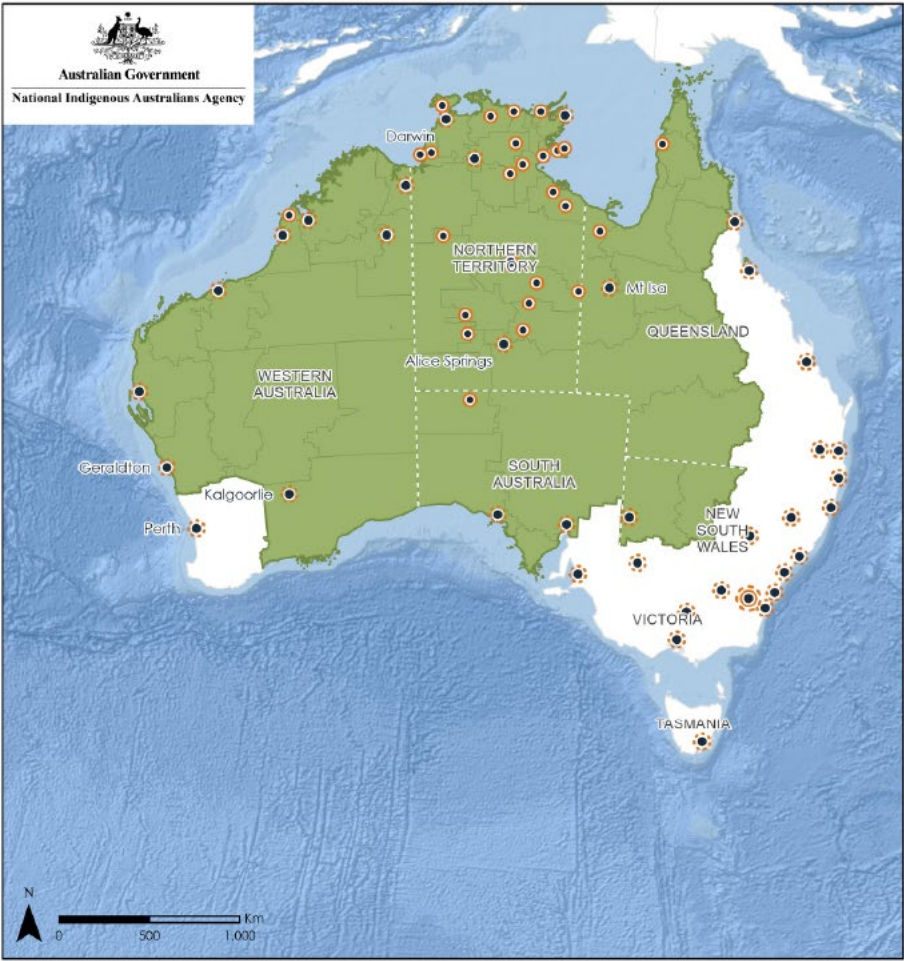 Australian Government
National Indigenous Australians Agency
Darwin
NORTHERN
TERRITORY
Mt Isa
QUEENSLAND
Alice Springs
WESTERN
AUSTRALIA
Geraldton
SOUTH
AUSTRALIA
Kalgoorlie
NEW
SOUTH
WALES
Perth
VICTORIA
TASMANIA
N
Km
0 500 1,000